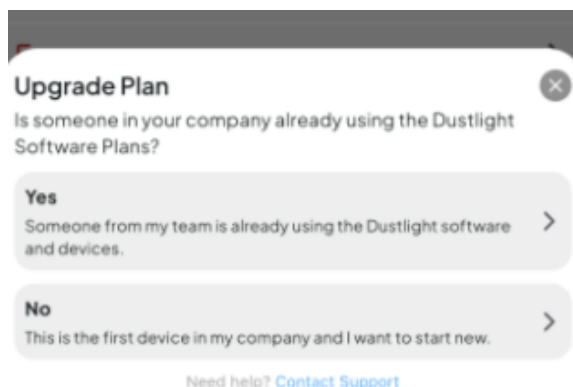 Upgrade Plan
Is someone in your company already using the Dustlight
Software Plans?
Yes
Someone from my team is already using the Dustlight software
and devices.
No
This is the first device in my company and I want to start new.
Need help? Contact Support